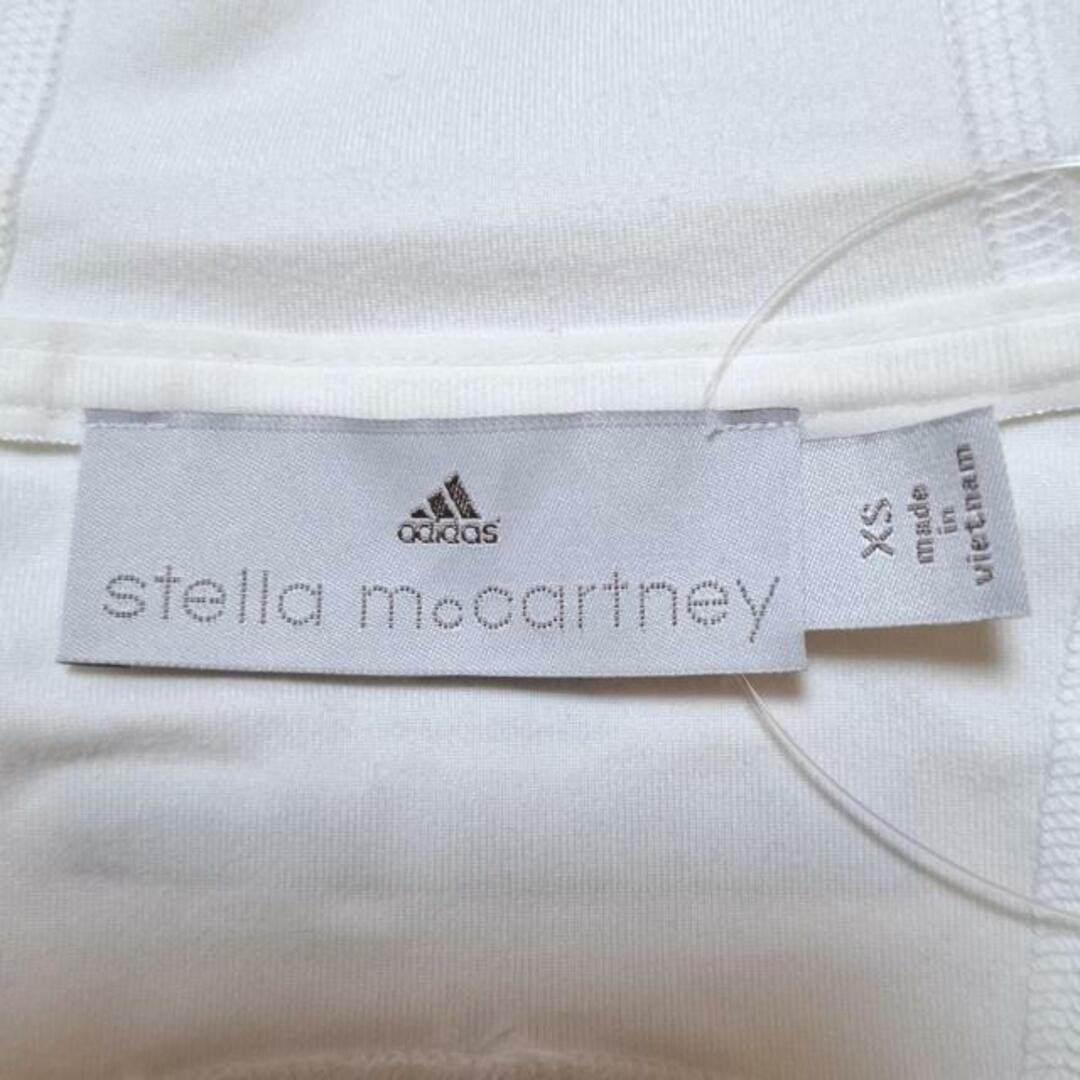 adidas
stella mccartney
XS
made
in
vietnam